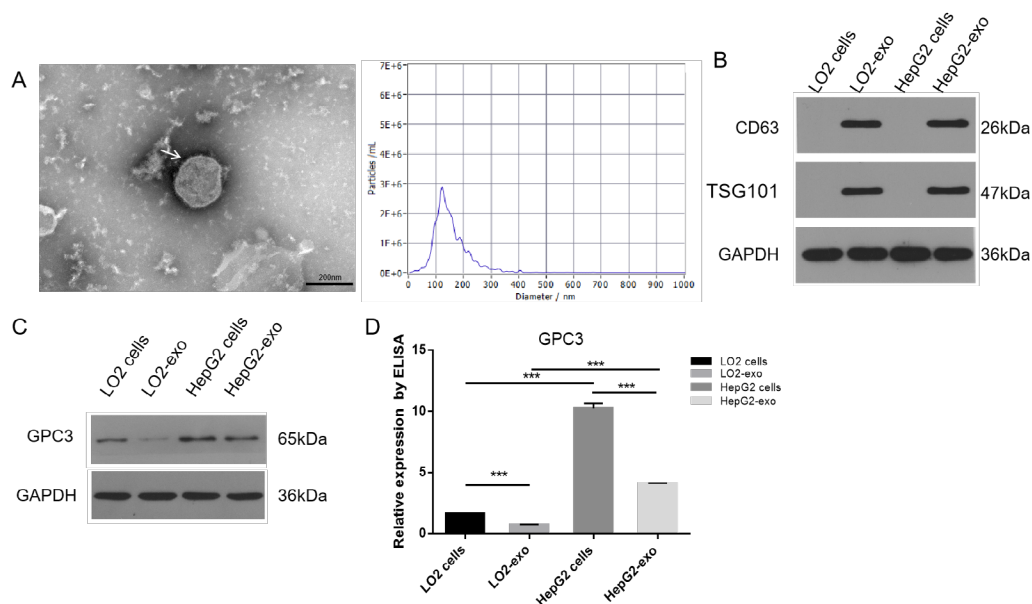 A
200nm
Particles /mL
7E+6
6E+6
5E+6
4E+6
3E+6
2E+6
1E+6
0E+0
0 100 200 300 400 500 600 700 800 900 1000
Diameter / nm
B
LO2 cells
LO2-exo
HepG2 cells
HepG2-exo
CD63 26kDa
TSG101 47kDa
GAPDH 36kDa
C
LO2 cells
LO2-exo
HepG2 cells
HepG2-exo
GPC3 65kDa
GAPDH 36kDa
D
GPC3
Relative expression by ELISA
15
10
5
0
***
***
***
***
LO2 cells
LO2-exo
HepG2 cells
HepG2-exo
LO2 cells
LO2-exo
HepG2 cells
HepG2-exo